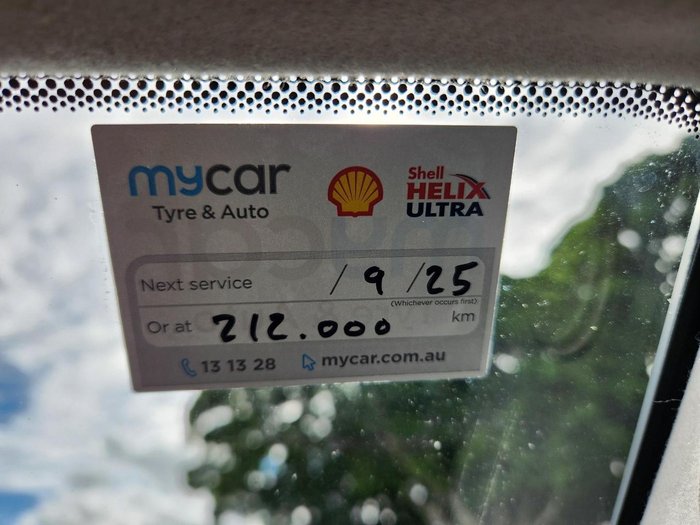 mycar
Tyre & Auto
Shell
HELIX
ULTRA
Next service / 9 / 25
(Whichever occurs first)
Or at 212.000 km
13 13 28 mycar.com.au